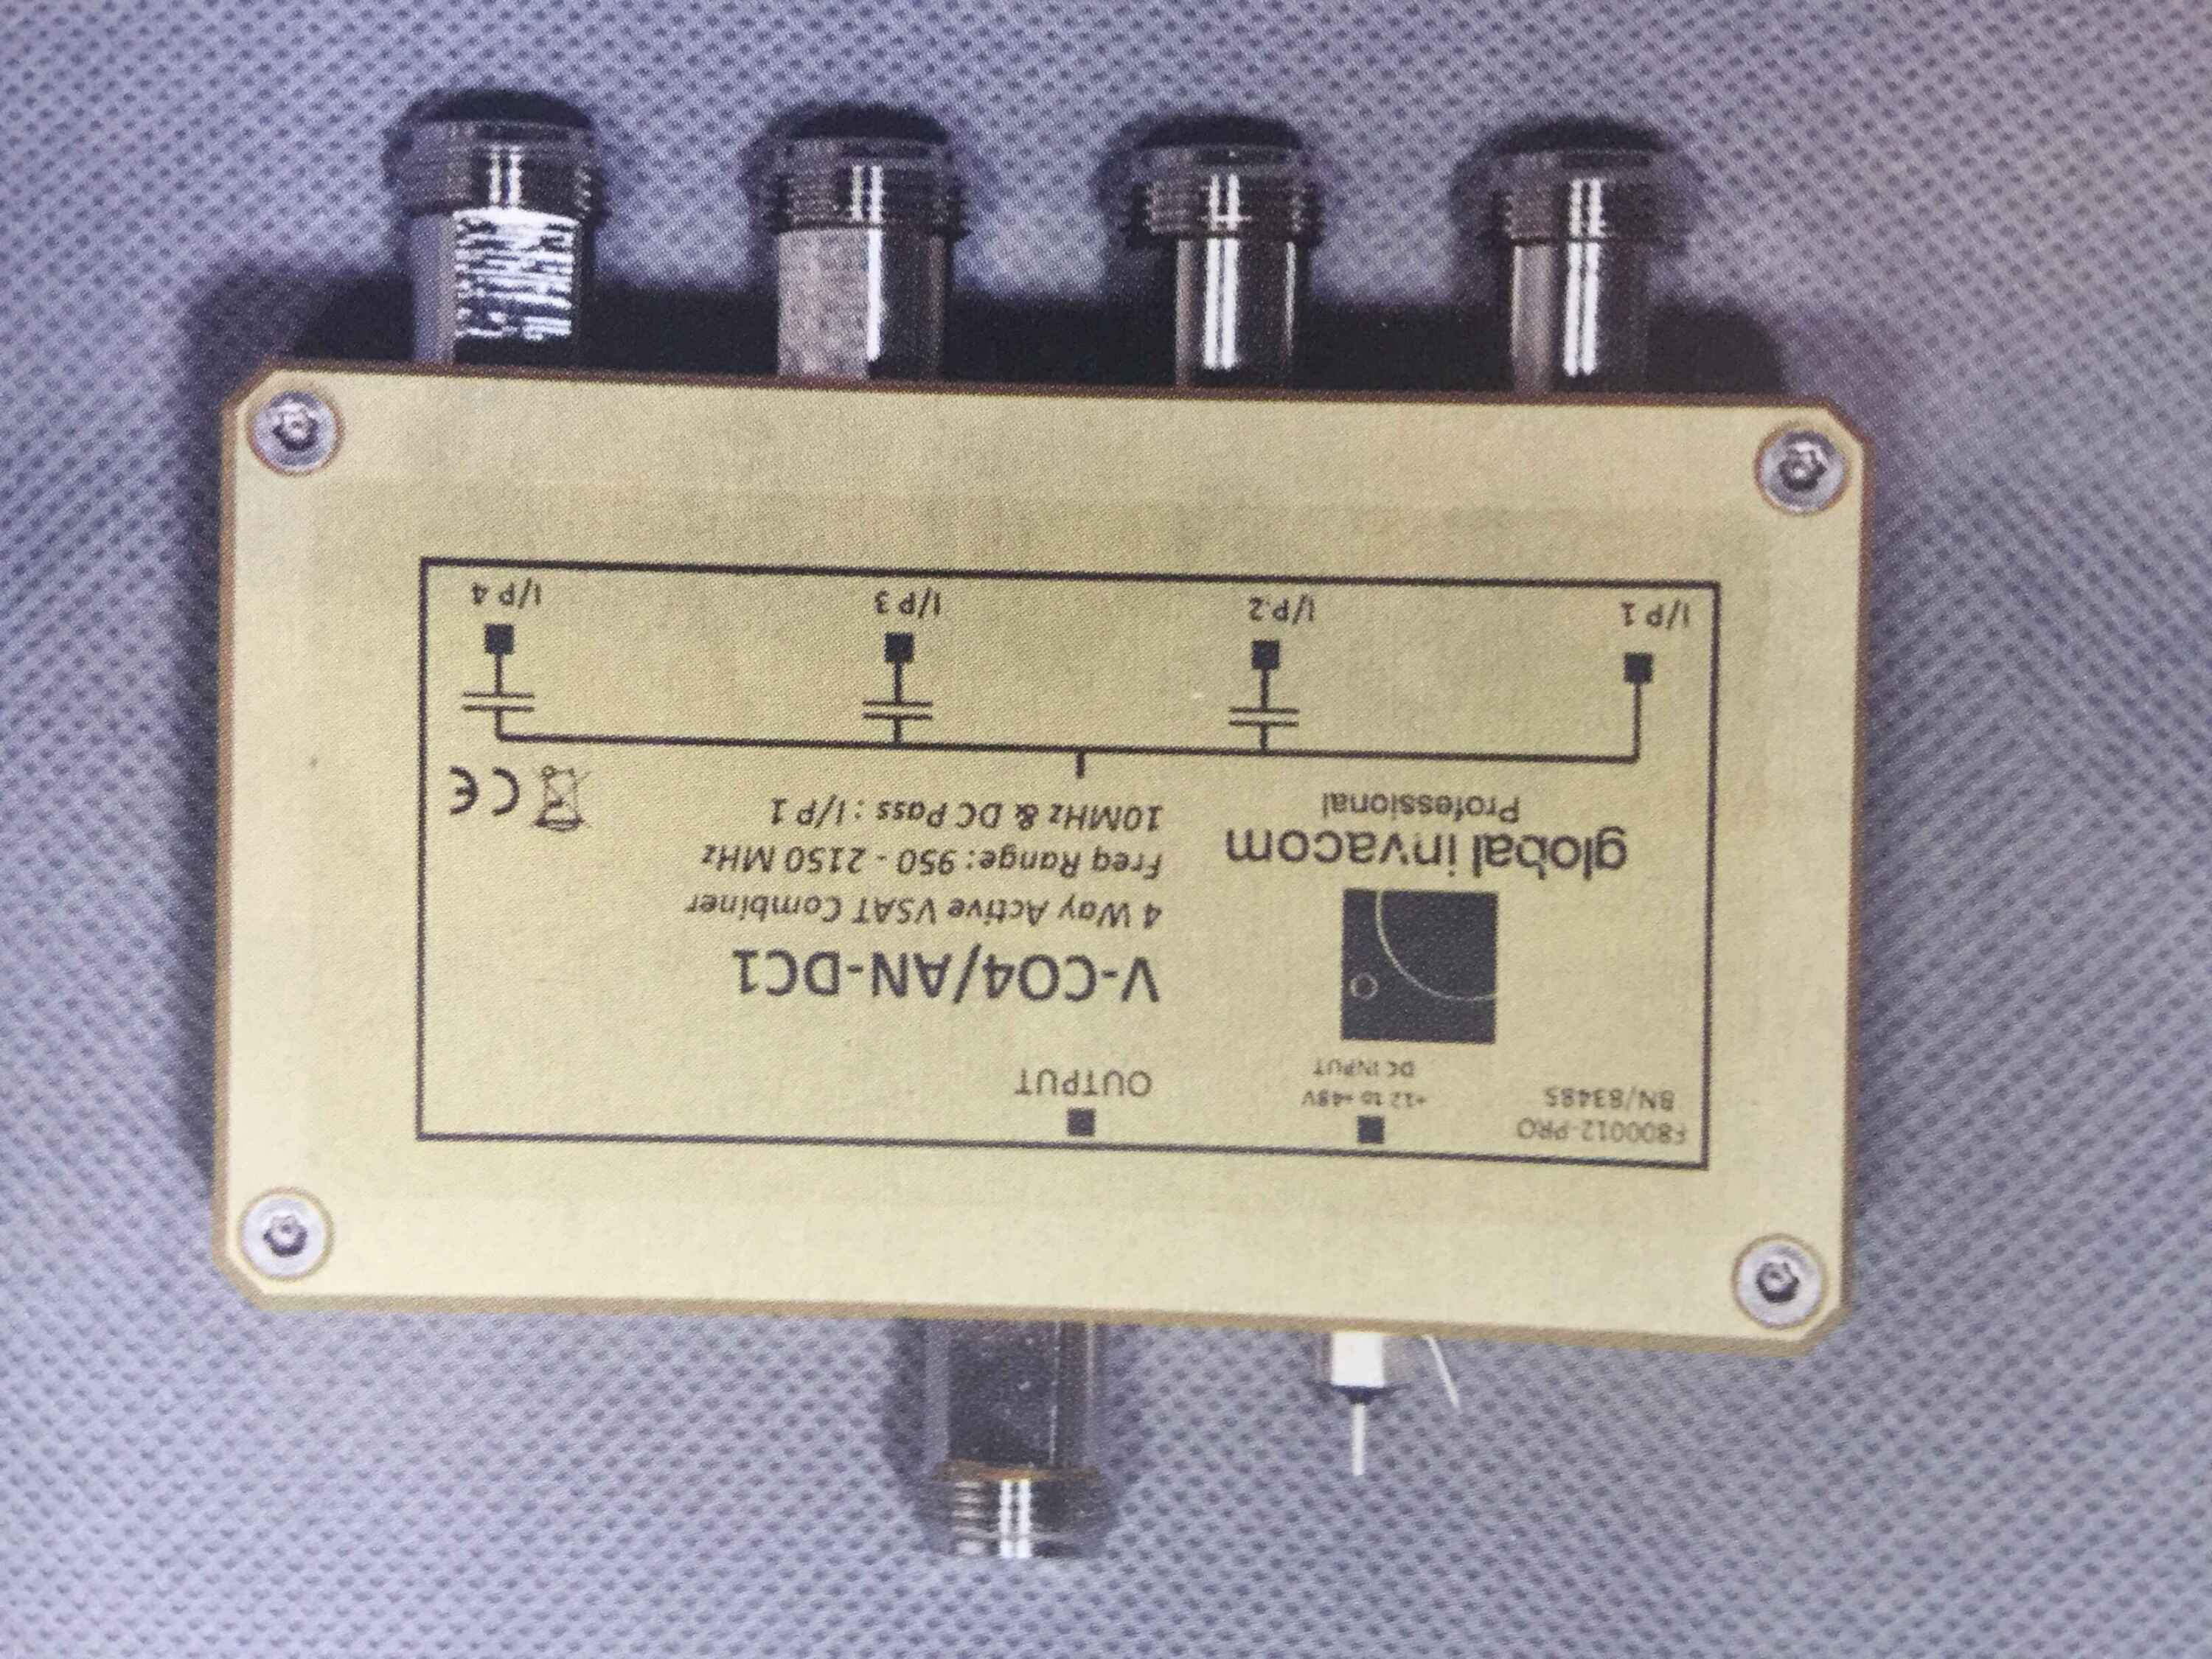 F800012-PRO
BN/83485
+12 to +48V
DC INPUT
OUTPUT
global invacom
Professional
V-CO4/AN-DC1
4 Way Active VSAT Combiner
Freq Range: 950 - 2150 MHz
10MHz & DC Pass : I/P 1
CE
I/P 1
I/P 2
I/P 3
I/P 4